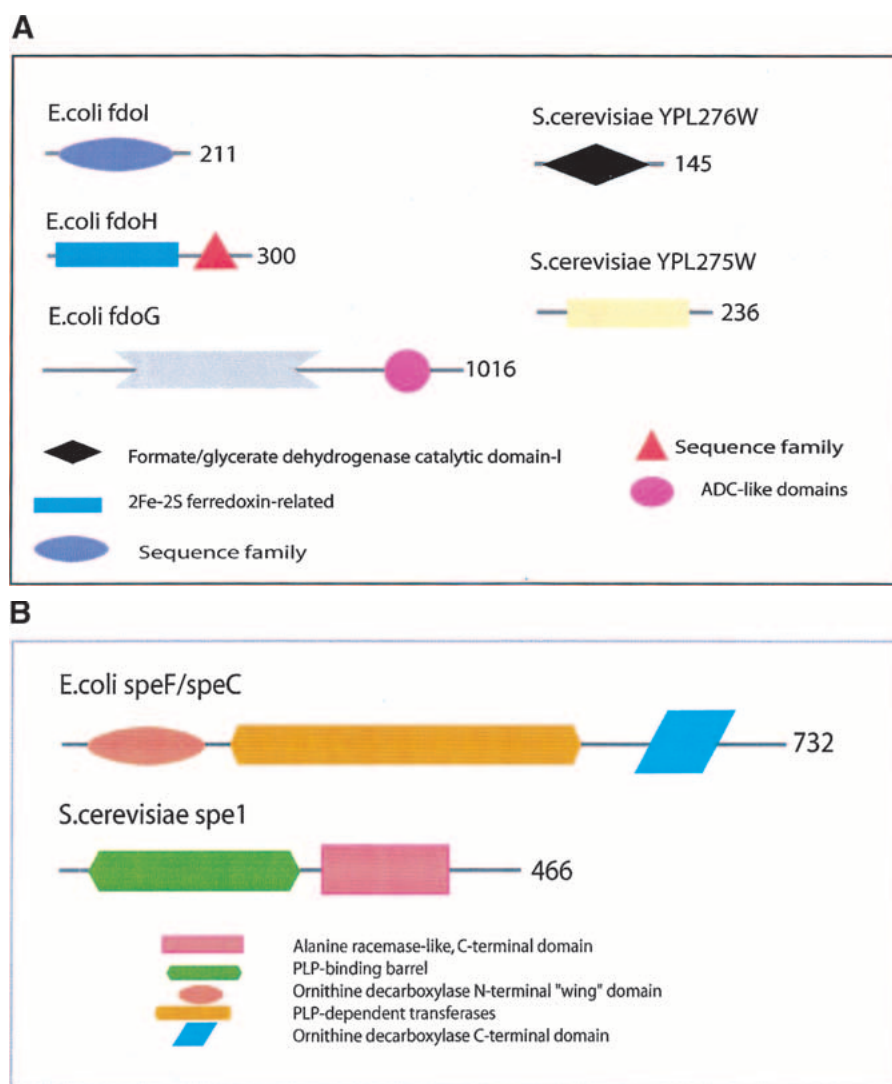 A
E.coli fdoI
211
S.cerevisiae YPL276W
145
E.coli fdoH
300
S.cerevisiae YPL275W
236
E.coli fdoG
1016
Formate/glycerate dehydrogenase catalytic domain-I
2Fe-2S ferredoxin-related
Sequence family
Sequence family
ADC-like domains
B
E.coli speF/speC
732
S.cerevisiae spe1
466
Alanine racemase-like, C-terminal domain
PLP-binding barrel
Ornithine decarboxylase N-terminal "wing" domain
PLP-dependent transferases
Ornithine decarboxylase C-terminal domain